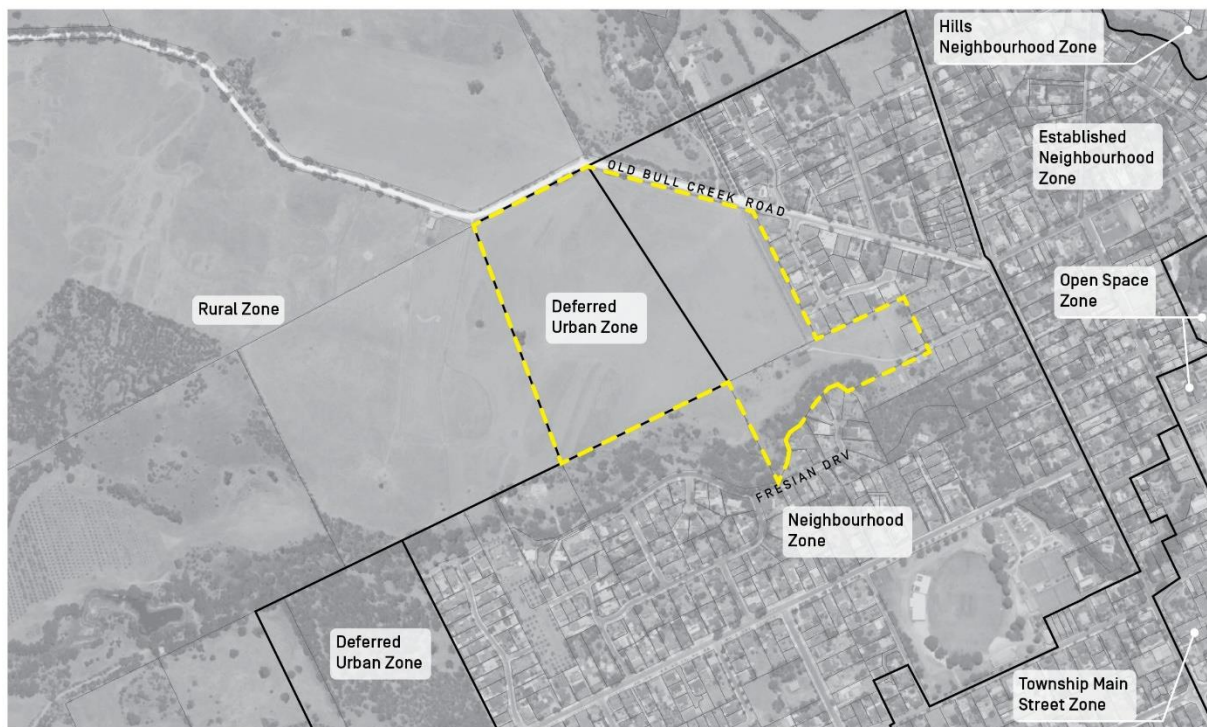 Hills
Neighbourhood Zone
Established
Neighbourhood
Zone
OLD BULL CREEK ROAD
Open Space
Zone
Rural Zone
Deferred
Urban Zone
FRESIAN DRV
Neighbourhood
Zone
Deferred
Urban Zone
Township Main
Street Zone